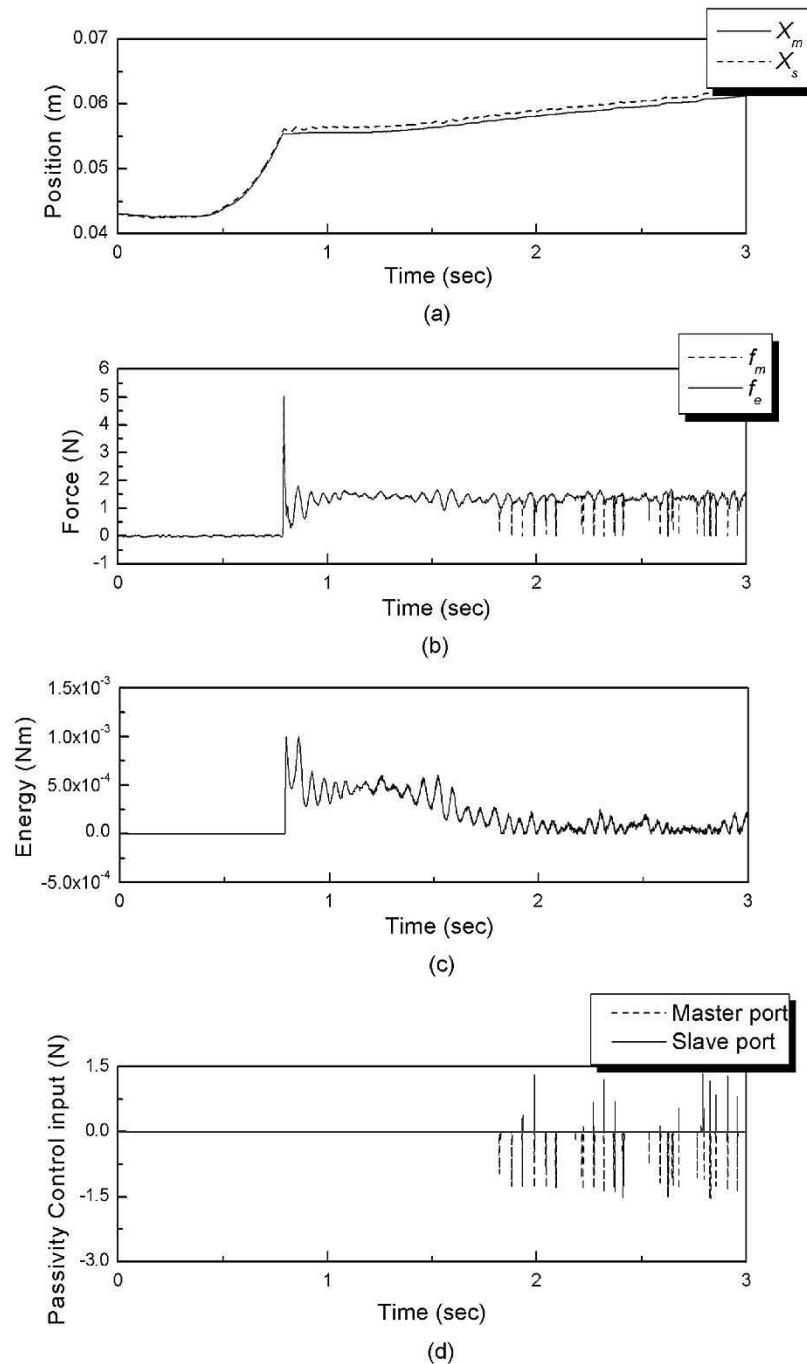 0.07
0.06
0.05
0.04
Position (m)
X_m
X_s
0
1
2
3
Time (sec)
(a)
6
5
4
3
2
1
0
-1
Force (N)
f_m
f_e
0
1
2
3
Time (sec)
(b)
1.5x10⁻³
1.0x10⁻³
5.0x10⁻⁴
0.0
-5.0x10⁻⁴
Energy (Nm)
0
1
2
3
Time (sec)
(c)
Master port
Slave port
1.5
0.0
-1.5
-3.0
Passivity Control input (N)
0
1
2
3
Time (sec)
(d)